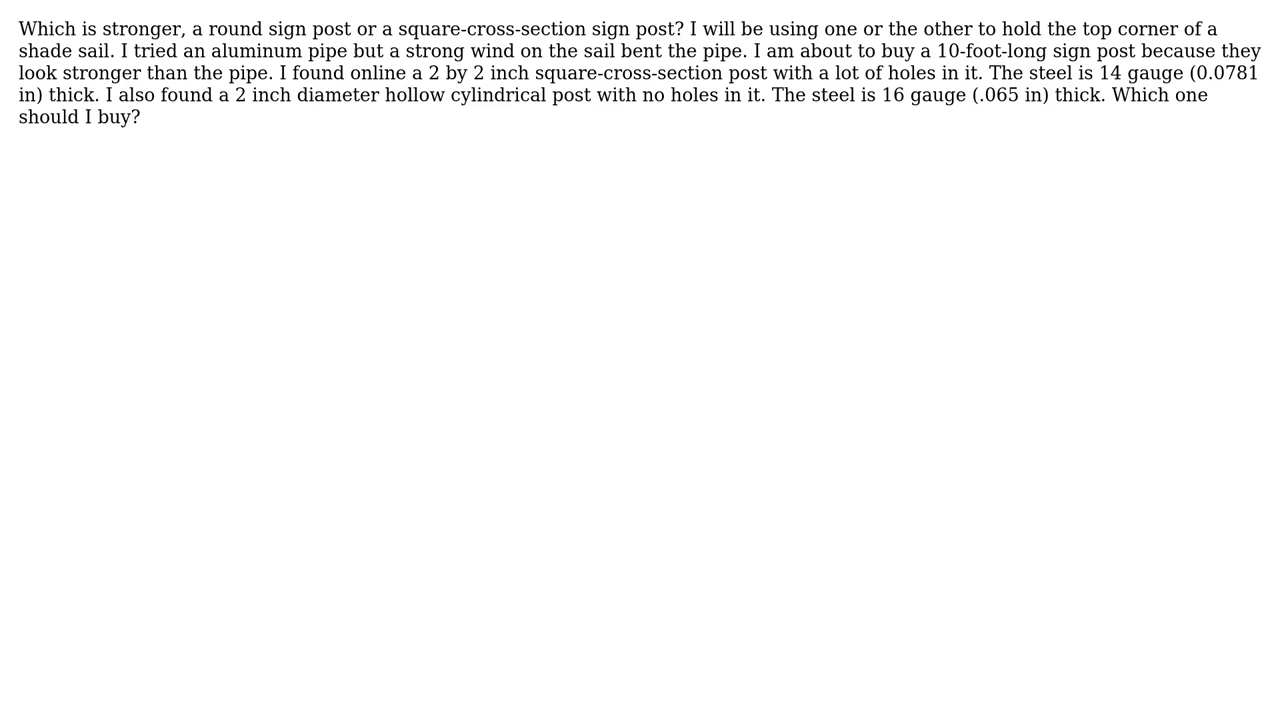 Which is stronger, a round sign post or a square-cross-section sign post? I will be using one or the other to hold the top corner of a
shade sail. I tried an aluminum pipe but a strong wind on the sail bent the pipe. I am about to buy a 10-foot-long sign post because they
look stronger than the pipe. I found online a 2 by 2 inch square-cross-section post with a lot of holes in it. The steel is 14 gauge (0.0781
in) thick. I also found a 2 inch diameter hollow cylindrical post with no holes in it. The steel is 16 gauge (.065 in) thick. Which one
should I buy?